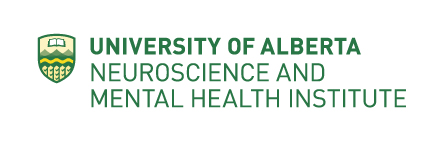 UNIVERSITY OF ALBERTA
NEUROSCIENCE AND
MENTAL HEALTH INSTITUTE